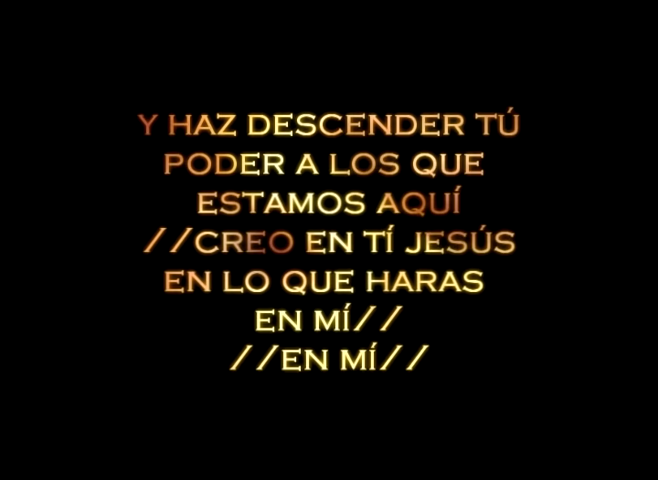 Y HAZ DESCENDER TÚ
PODER A LOS QUE
ESTAMOS AQUÍ
//CREO EN TÍ JESÚS
EN LO QUE HARAS
EN MÍ//
//EN MÍ//